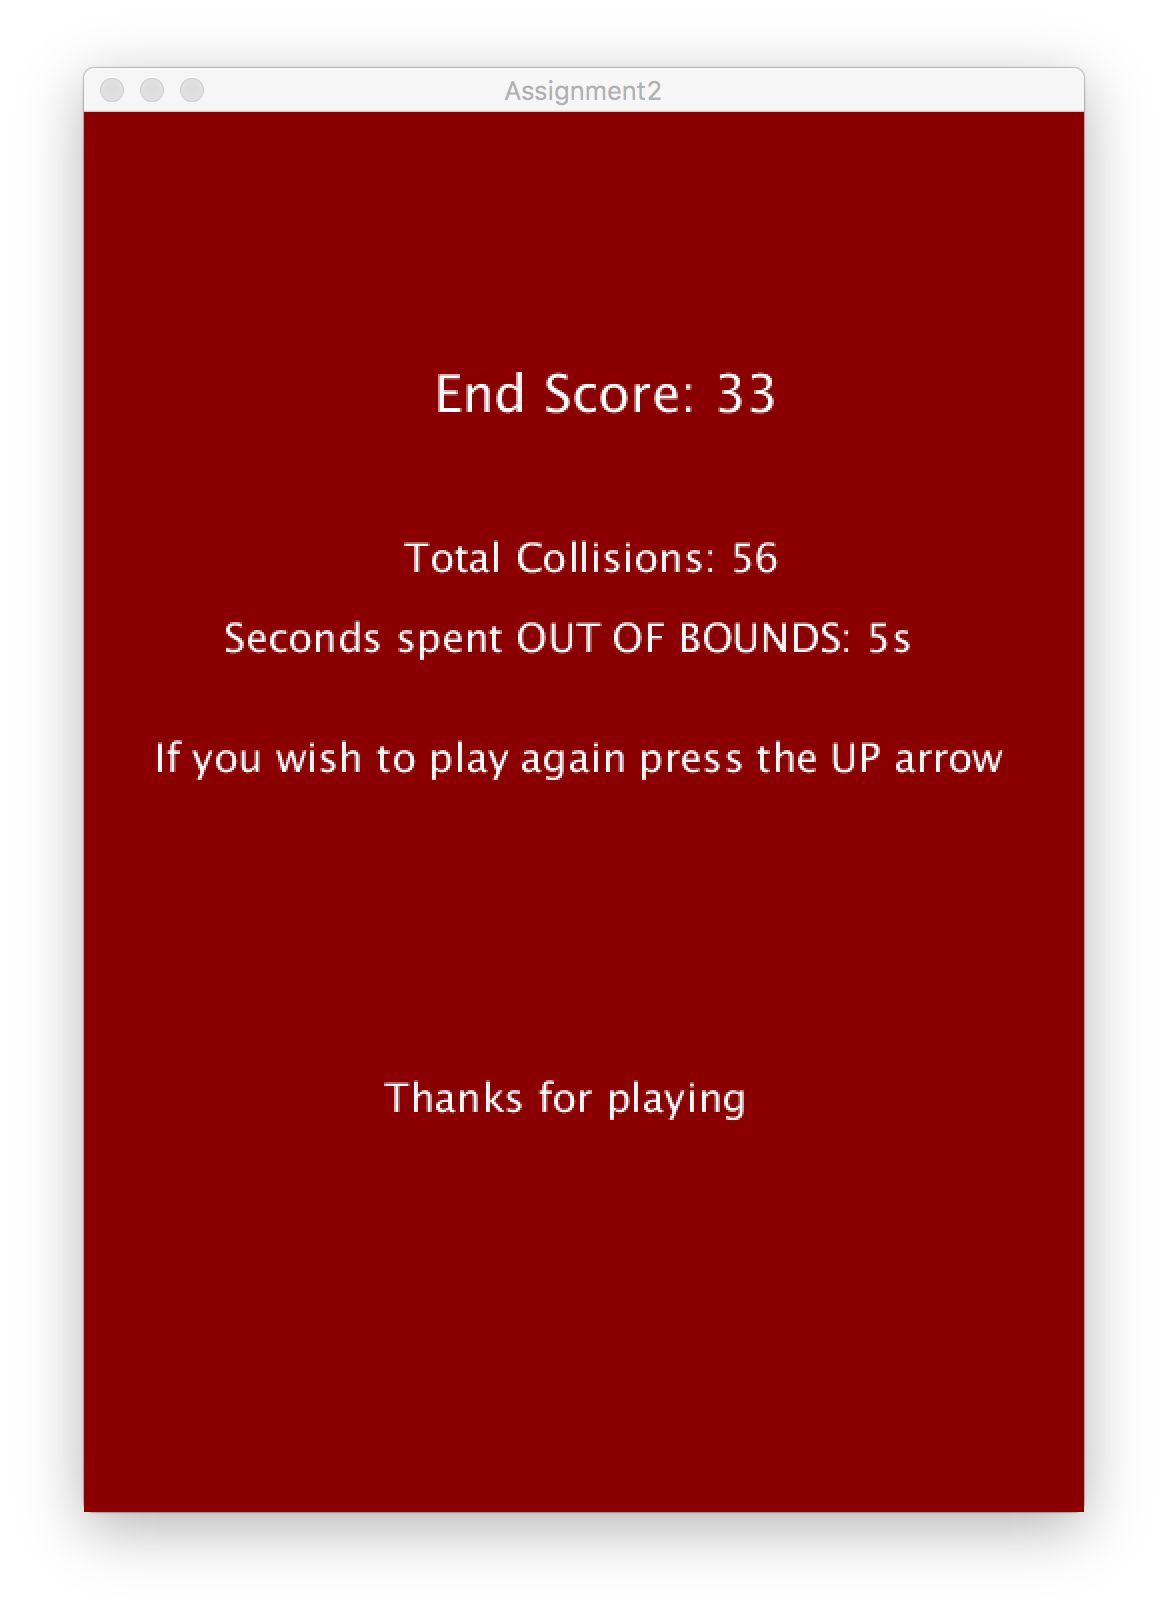 Assignment2
End Score: 33
Total Collisions: 56
Seconds spent OUT OF BOUNDS: 5s
If you wish to play again press the UP arrow
Thanks for playing